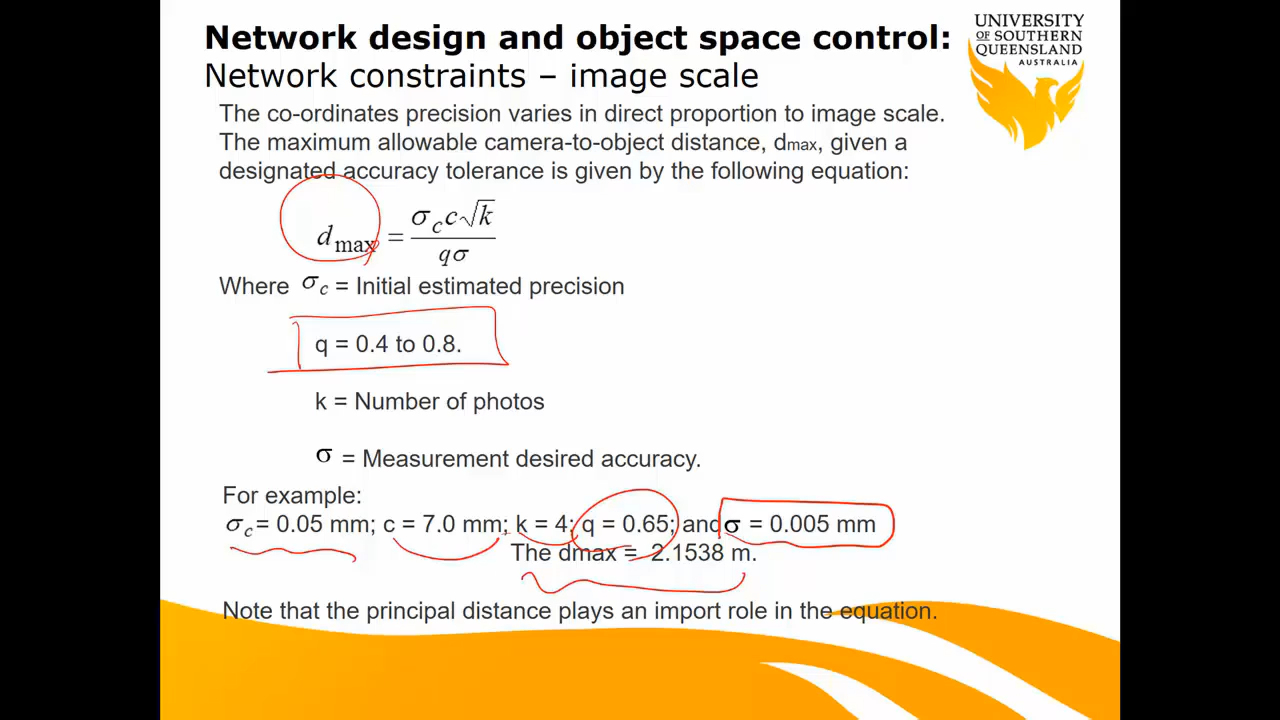 Network design and object space control:
Network constraints – image scale
UNIVERSITY
OF SOUTHERN
QUEENSLAND
AUSTRALIA
The co-ordinates precision varies in direct proportion to image scale.
The maximum allowable camera-to-object distance, dmax, given a
designated accuracy tolerance is given by the following equation:
d max = σc c√k / qσ
Where σc = Initial estimated precision
q = 0.4 to 0.8.
k = Number of photos
σ = Measurement desired accuracy.
For example:
σc = 0.05 mm; c = 7.0 mm; k = 4; q = 0.65; and σ = 0.005 mm
The dmax = 2.1538 m.
Note that the principal distance plays an import role in the equation.